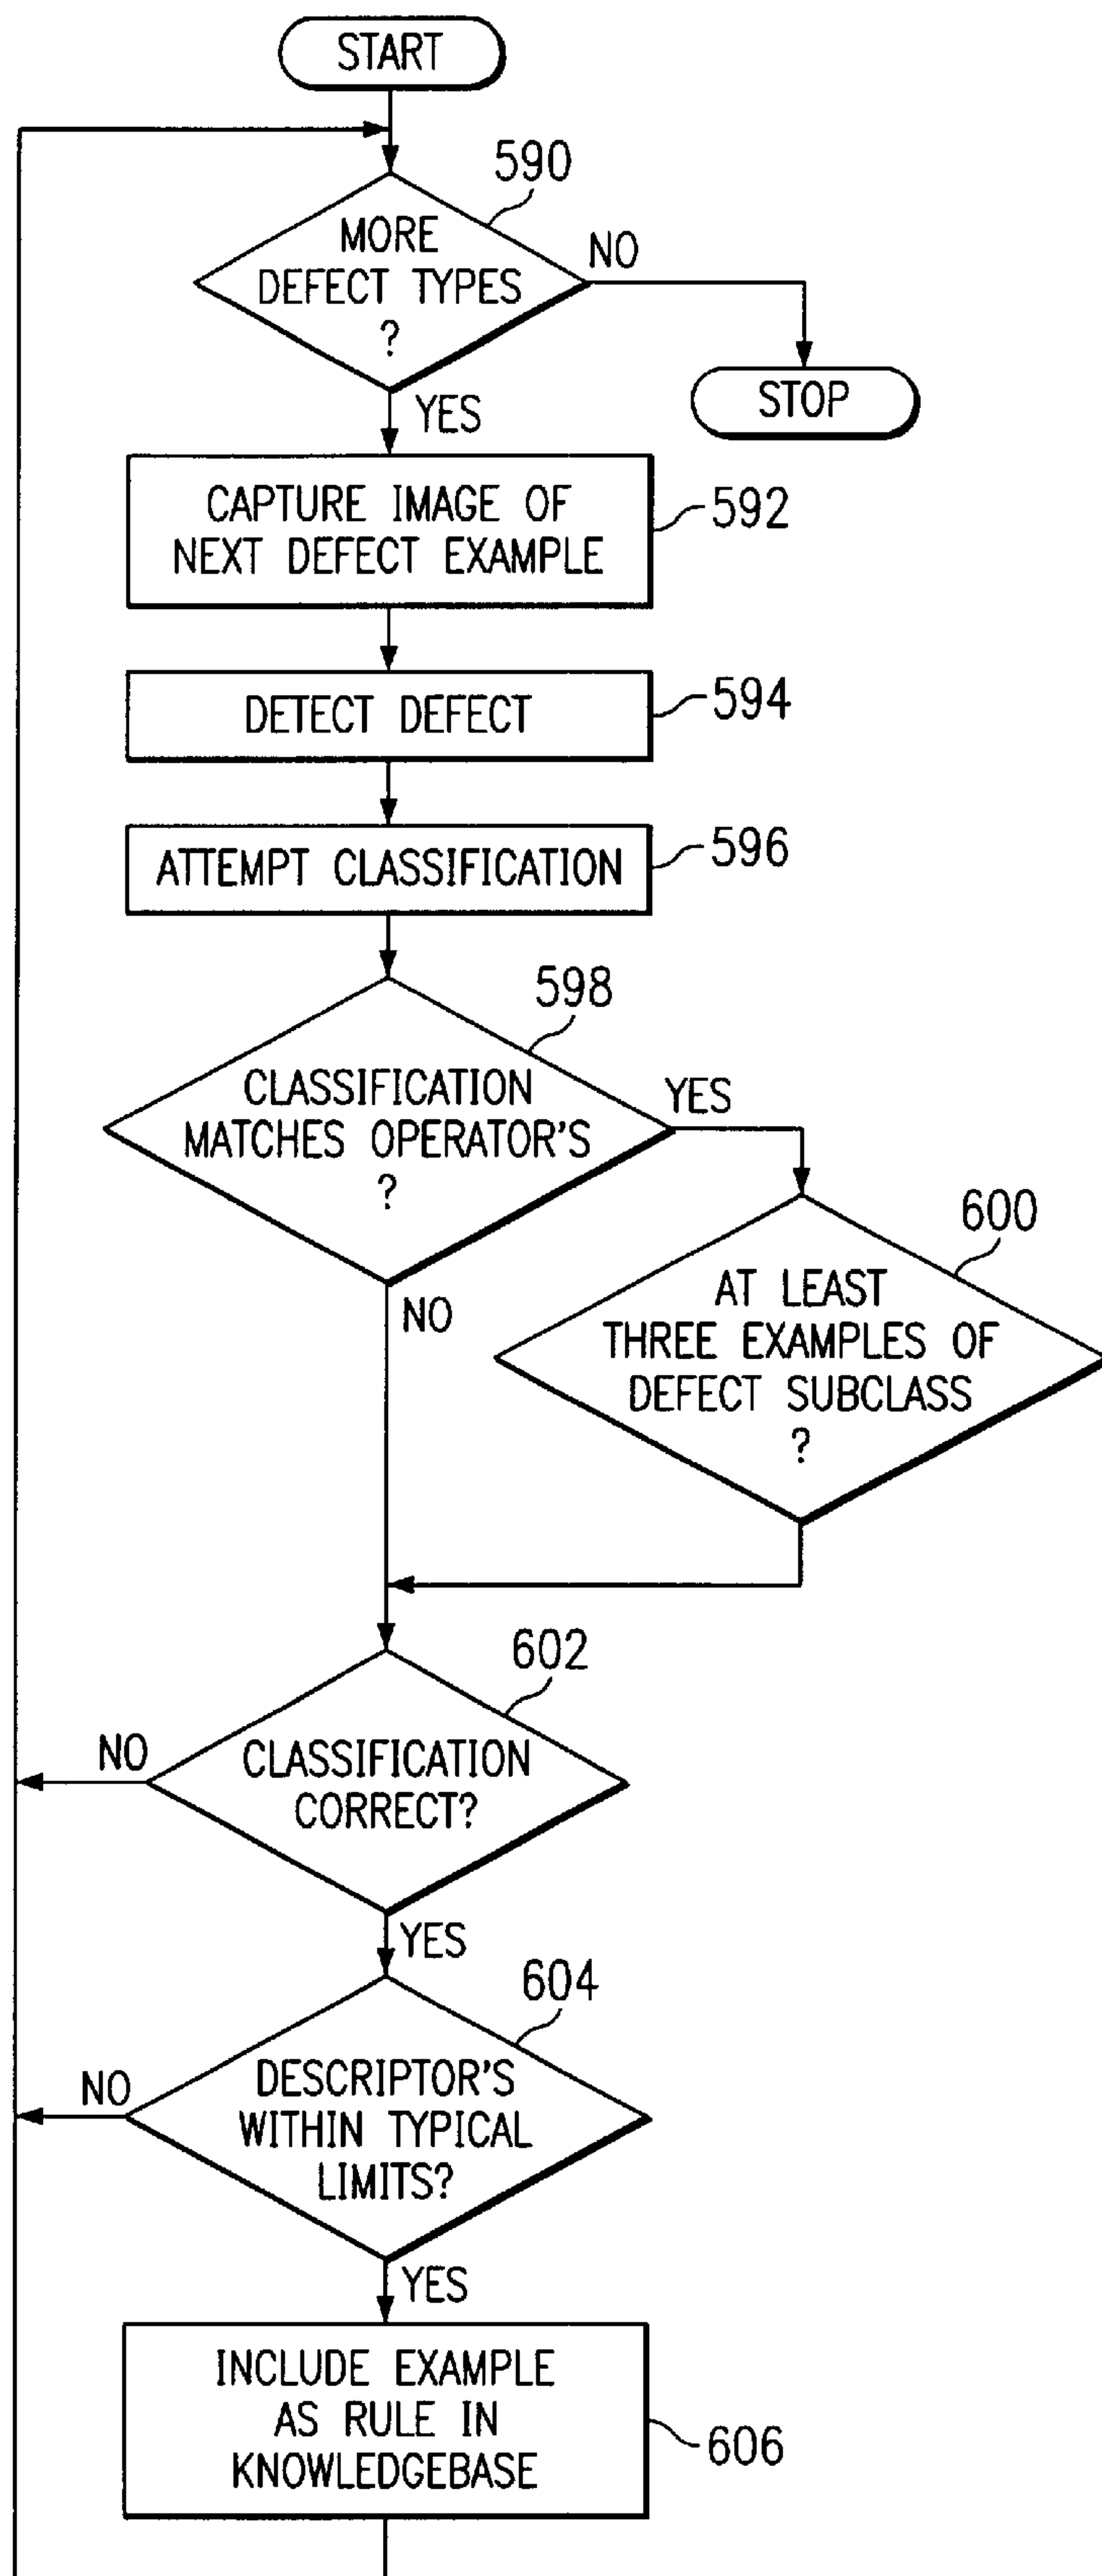 START
590
MORE
DEFECT TYPES
?
NO
STOP
YES
CAPTURE IMAGE OF
NEXT DEFECT EXAMPLE
592
DETECT DEFECT
594
ATTEMPT CLASSIFICATION
596
598
CLASSIFICATION
MATCHES OPERATOR'S
?
YES
NO
600
AT LEAST
THREE EXAMPLES OF
DEFECT SUBCLASS
?
602
CLASSIFICATION
CORRECT?
NO
YES
604
DESCRIPTOR'S
WITHIN TYPICAL
LIMITS?
NO
YES
INCLUDE EXAMPLE
AS RULE IN
KNOWLEDGEBASE
606